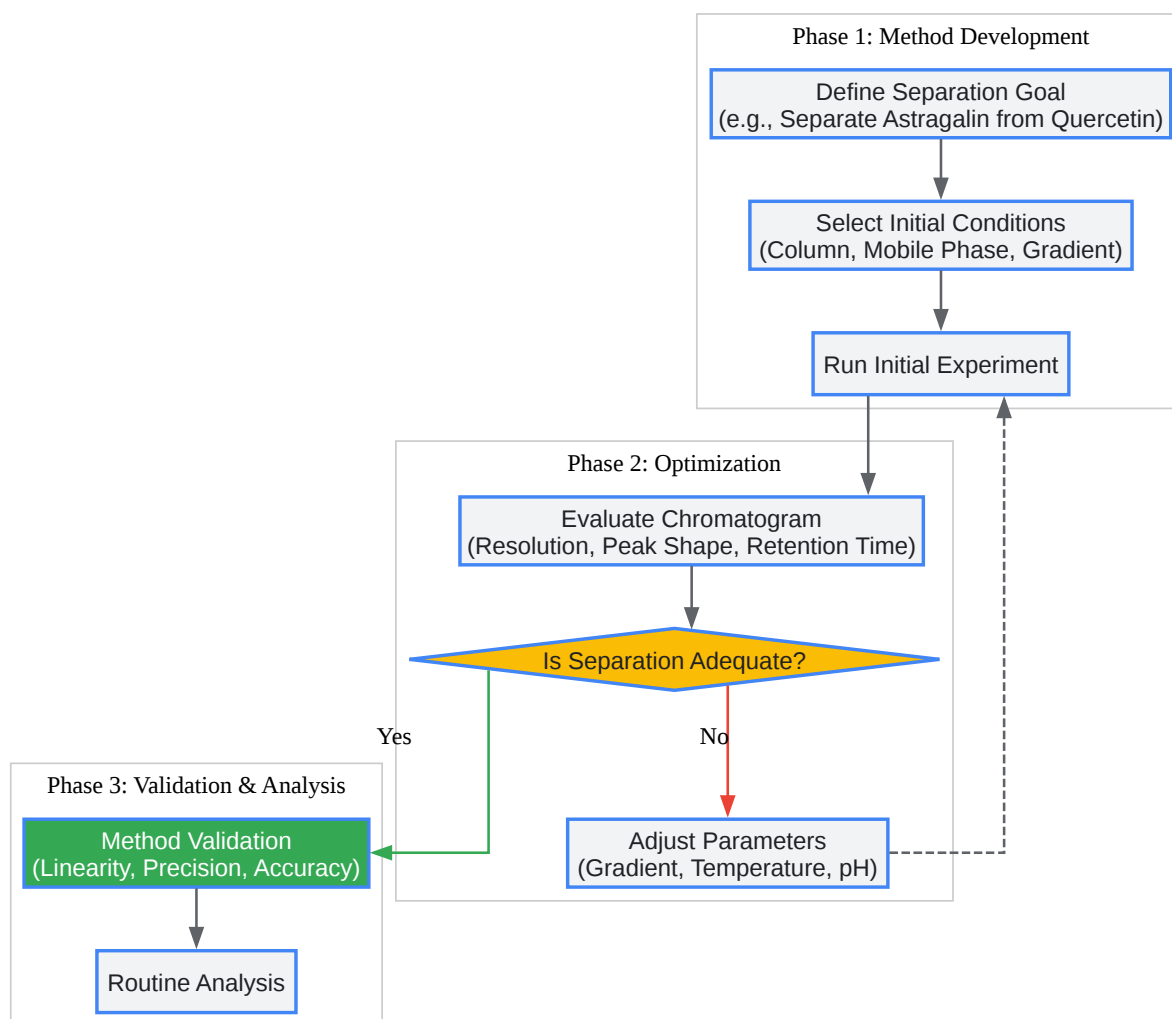 Phase 1: Method Development
Define Separation Goal
(e.g., Separate Astragalin from Quercetin)
Select Initial Conditions
(Column, Mobile Phase, Gradient)
Run Initial Experiment
Phase 2: Optimization
Evaluate Chromatogram
(Resolution, Peak Shape, Retention Time)
Is Separation Adequate?
Yes
No
Phase 3: Validation & Analysis
Method Validation
(Linearity, Precision, Accuracy)
Adjust Parameters
(Gradient, Temperature, pH)
Routine Analysis